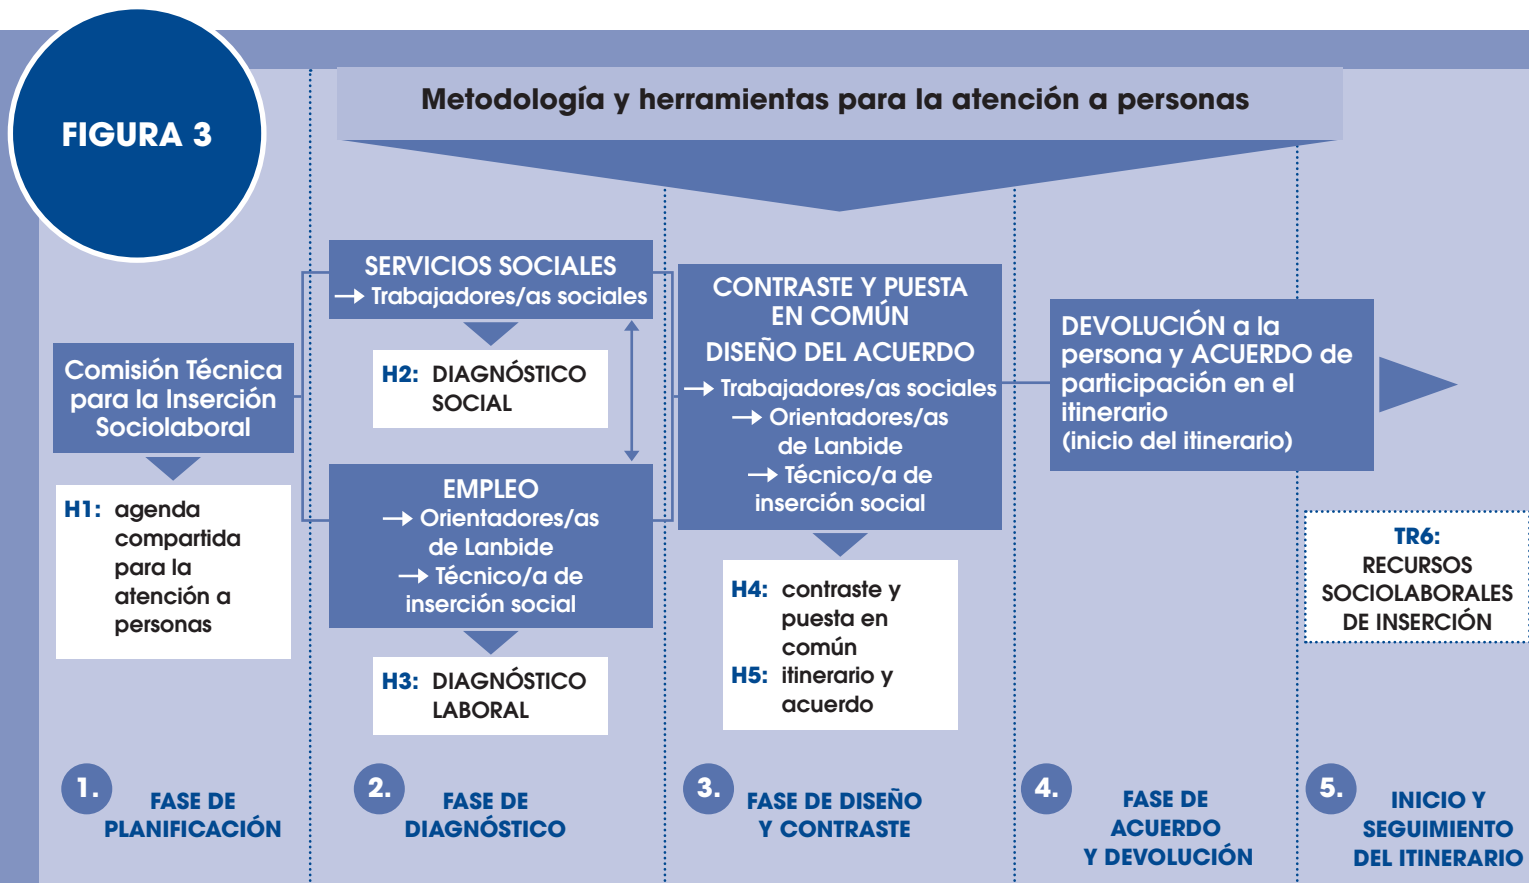 FIGURA 3
Metodología y herramientas para la atención a personas
Comisión Técnica
para la Inserción
Sociolaboral
H1: agenda
compartida
para la
atención a
personas
SERVICIOS SOCIALES
→ Trabajadores/as sociales
H2: DIAGNÓSTICO
SOCIAL
EMPLEO
→ Orientadores/as
de Lanbide
→ Técnico/a de
inserción social
H3: DIAGNÓSTICO
LABORAL
CONTRASTE Y PUESTA
EN COMÚN
DISEÑO DEL ACUERDO
→ Trabajadores/as sociales
→ Orientadores/as
de Lanbide
→ Técnico/a de
inserción social
H4: contraste y
puesta en
común
H5: itinerario y
acuerdo
DEVOLUCIÓN a la
persona y ACUERDO de
participación en el
itinerario
(inicio del itinerario)
TR6:
RECURSOS
SOCIOLABORALES
DE INSERCIÓN
1. FASE DE
PLANIFICACIÓN
2. FASE DE
DIAGNÓSTICO
3. FASE DE DISEÑO
Y CONTRASTE
4. FASE DE
ACUERDO
Y DEVOLUCIÓN
5. INICIO Y
SEGUIMIENTO
DEL ITINERARIO